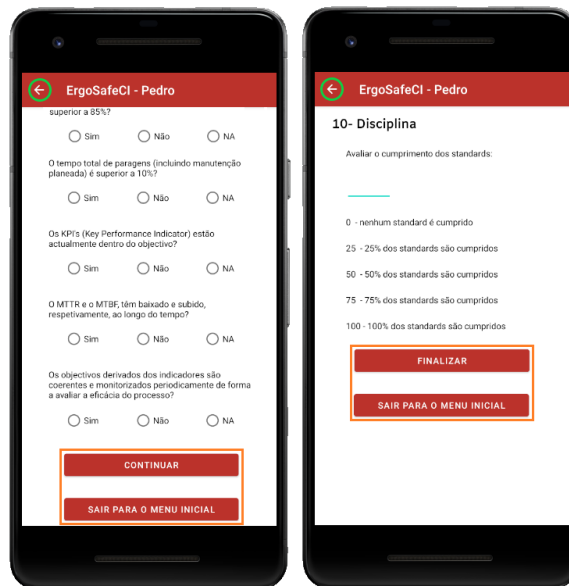 ErgoSafeCI - Pedro
superior a 85%?
Sim Não NA
O tempo total de paragens (incluindo manutenção
planeada) é superior a 10%?
Sim Não NA
Os KPI's (Key Performance Indicator) estão
actualmente dentro do objectivo?
Sim Não NA
O MTTR e o MTBF, têm baixado e subido,
respetivamente, ao longo do tempo?
Sim Não NA
Os objectivos derivados dos indicadores são
coerentes e monitorizados periodicamente de forma
a avaliar a eficácia do processo?
Sim Não NA
CONTINUAR
SAIR PARA O MENU INICIAL
ErgoSafeCI - Pedro
10- Disciplina
Avaliar o cumprimento dos standards:
0 - nenhum standard é cumprido
25 - 25% dos standards são cumpridos
50 - 50% dos standards são cumpridos
75 - 75% dos standards são cumpridos
100 - 100% dos standards são cumpridos
FINALIZAR
SAIR PARA O MENU INICIAL